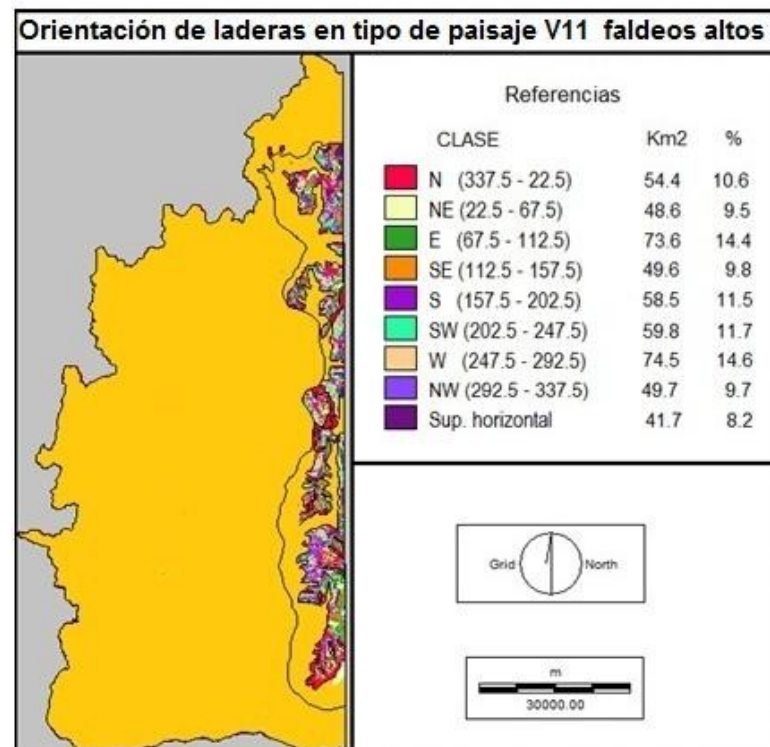 Orientación de laderas en tipo de paisaje V11 faldeos altos
Referencias
CLASE Km2 %
N (337.5 - 22.5) 54.4 10.6
NE (22.5 - 67.5) 48.6 9.5
E (67.5 - 112.5) 73.6 14.4
SE (112.5 - 157.5) 49.6 9.8
S (157.5 - 202.5) 58.5 11.5
SW (202.5 - 247.5) 59.8 11.7
W (247.5 - 292.5) 74.5 14.6
NW (292.5 - 337.5) 49.7 9.7
Sup. horizontal 41.7 8.2
Grid North
m
30000.00